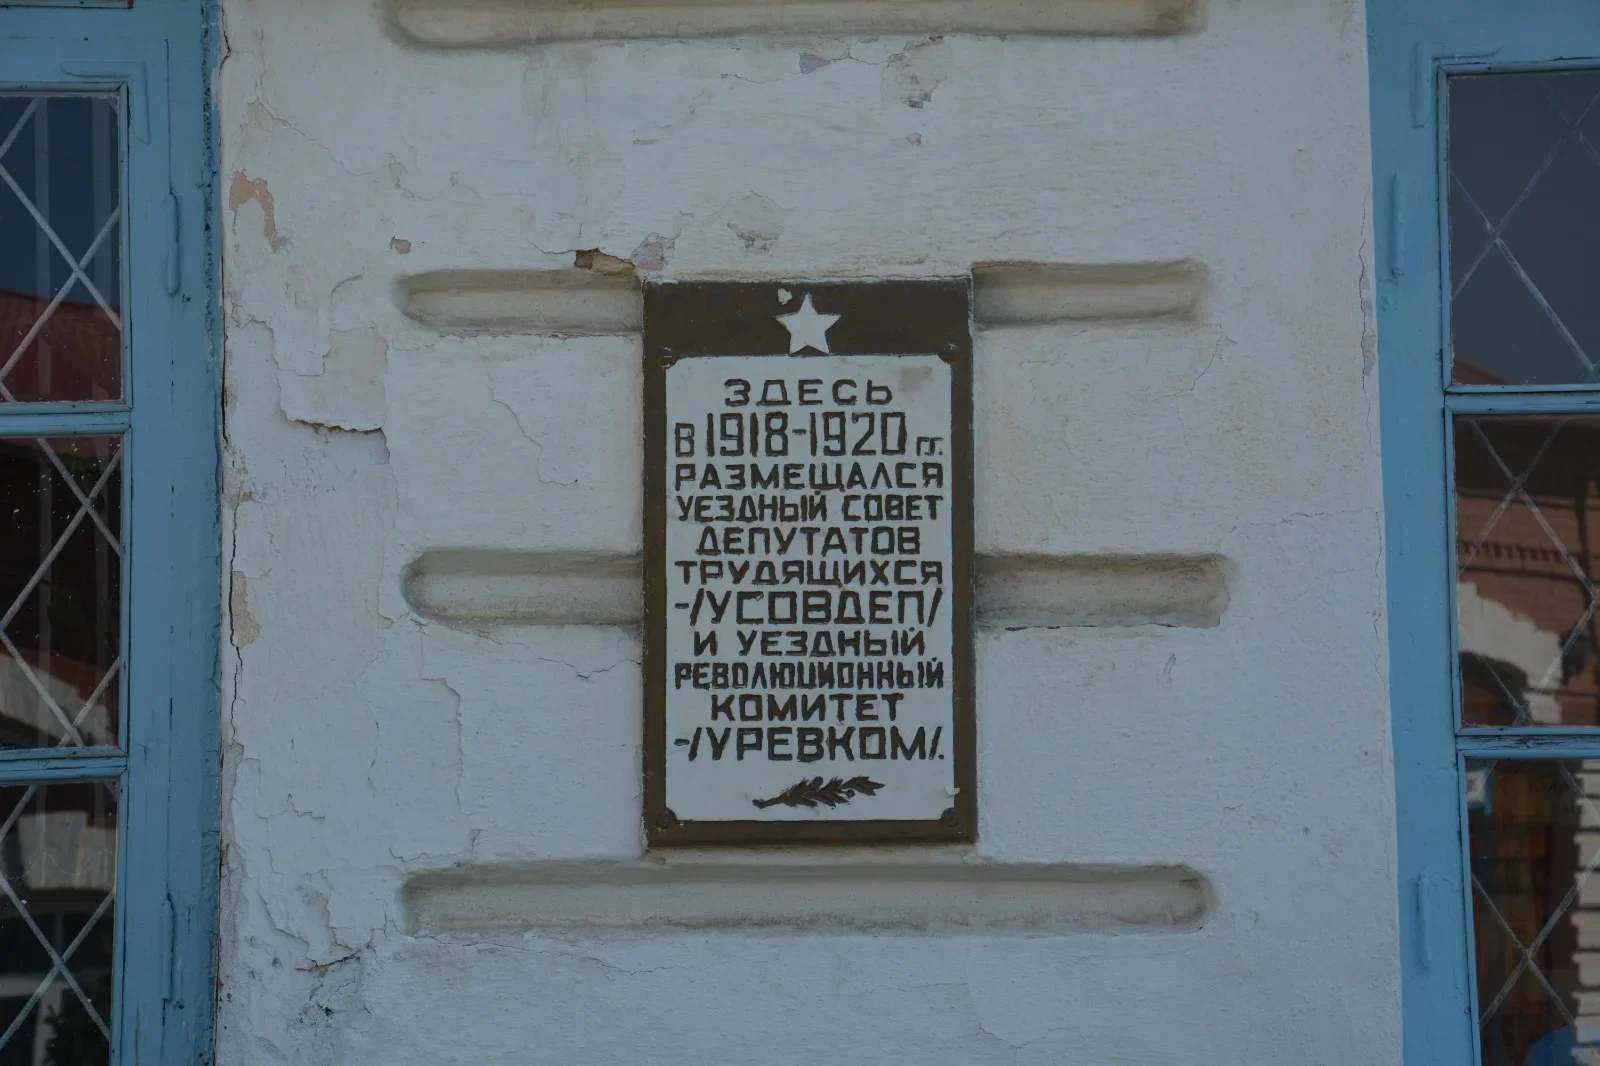 ЗДЕСЬ
В 1918-1920 гг.
РАЗМЕЩАЛСЯ
УЕЗДНЫЙ СОВЕТ
ДЕПУТАТОВ
ТРУДЯЩИХСЯ
-/УСОВДЕП/
И УЕЗДНЫЙ
РЕВОЛЮЦИОННЫЙ
КОМИТЕТ
-/УРЕВКОМ/.